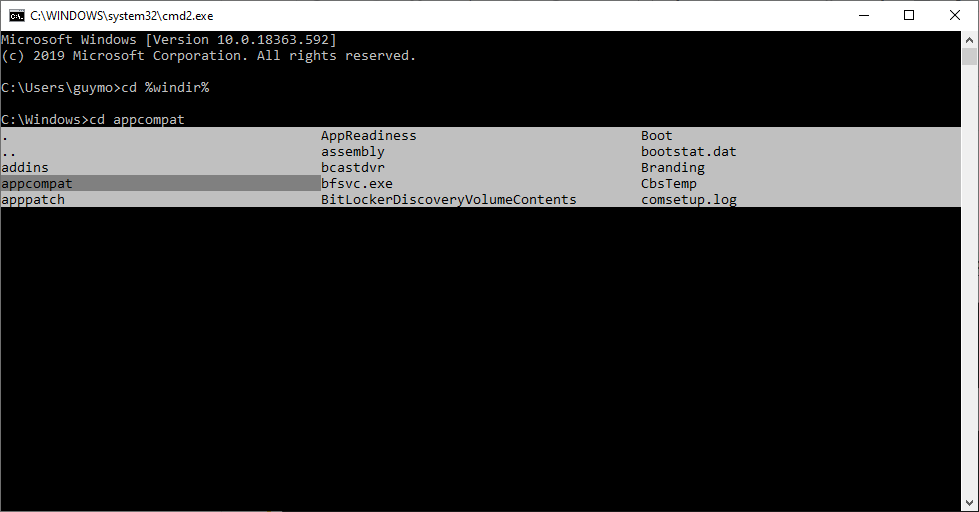 C:\WINDOWS\system32\cmd2.exe
Microsoft Windows [Version 10.0.18363.592]
(c) 2019 Microsoft Corporation. All rights reserved.
C:\Users\guymo>cd %windir%
C:\Windows>cd appcompat
. AppReadiness Boot
.. assembly bootstat.dat
addins bcastdvr Branding
appcompat bfsvc.exe CbsTemp
apppatch BitLockerDiscoveryVolumeContents comsetup.log